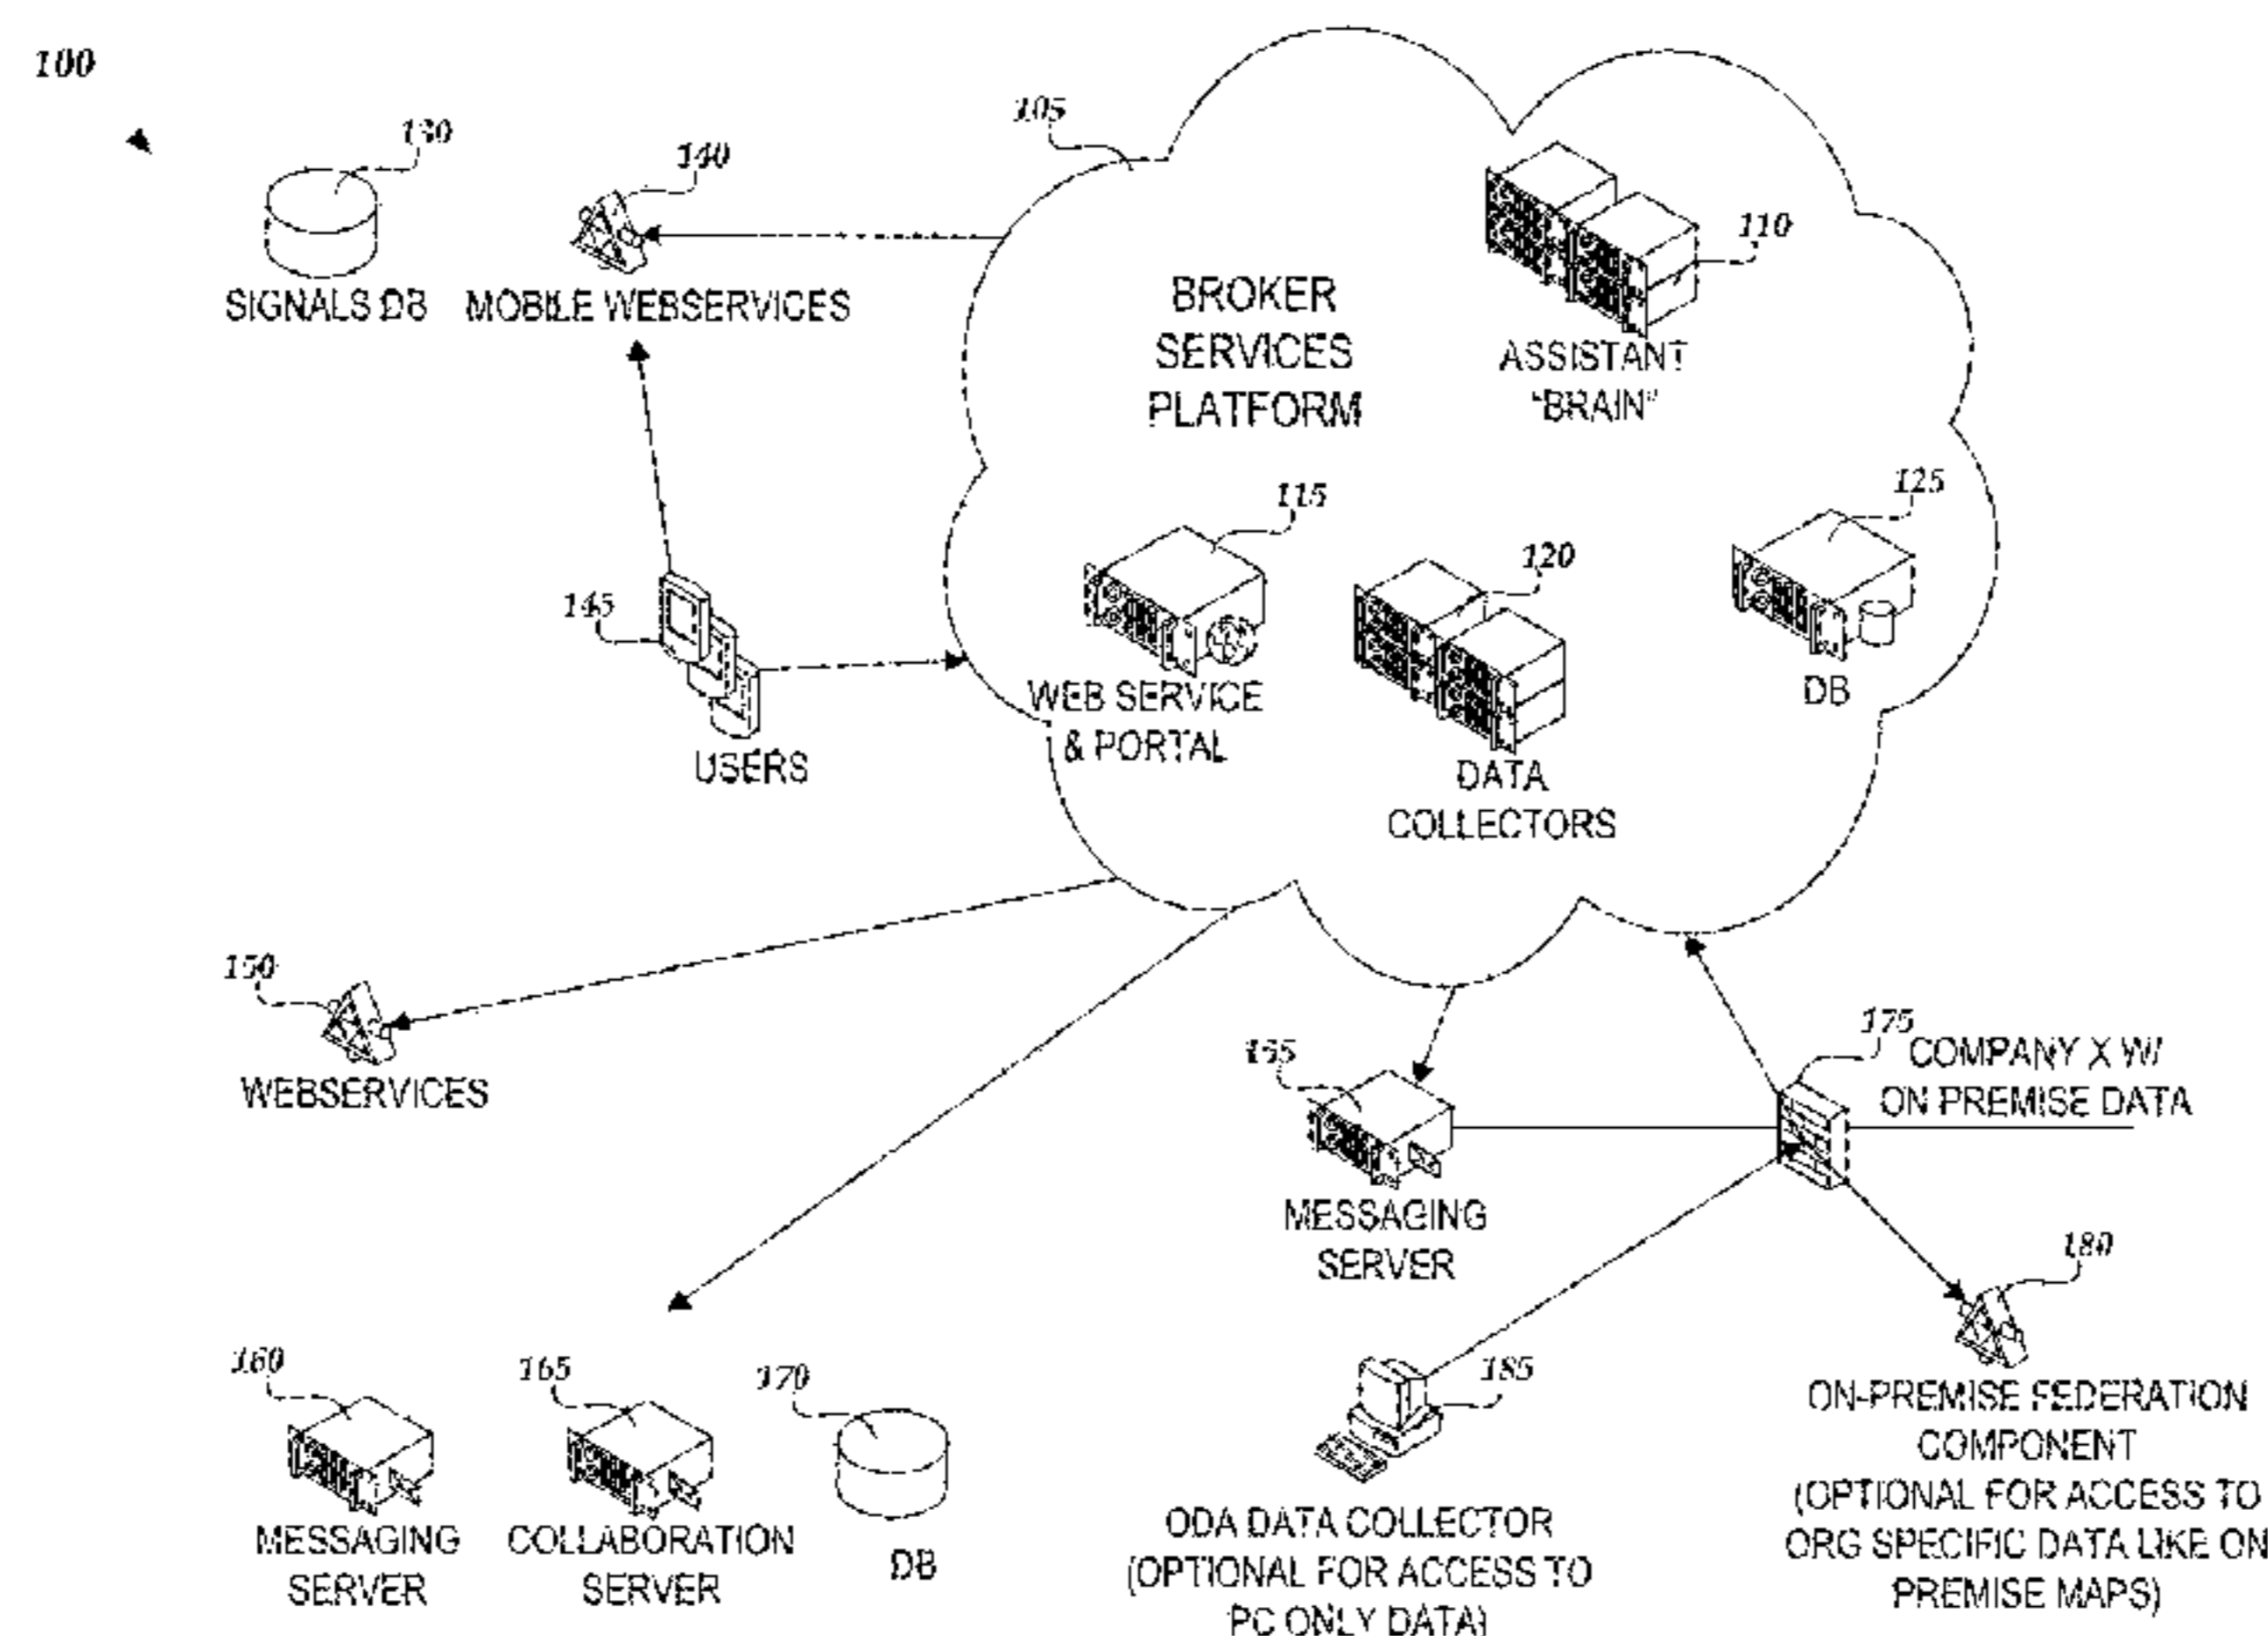 100
105
130
140
110
SIGNALS DB
MOBILE WEBSERVICES
BROKER
SERVICES
PLATFORM
ASSISTANT
"BRAIN"
115
125
120
145
WEB SERVICE
& PORTAL
DB
USERS
DATA
COLLECTORS
150
WEBSERVICES
175
COMPANY X W/
ON PREMISE DATA
MESSAGING
SERVER
180
160
165
170
185
ON-PREMISE FEDERATION
COMPONENT
(OPTIONAL FOR ACCESS TO
ORG SPECIFIC DATA LIKE ON
PREMISE MAPS)
MESSAGING
SERVER
COLLABORATION
SERVER
DB
ODA DATA COLLECTOR
(OPTIONAL FOR ACCESS TO
PC ONLY DATA)